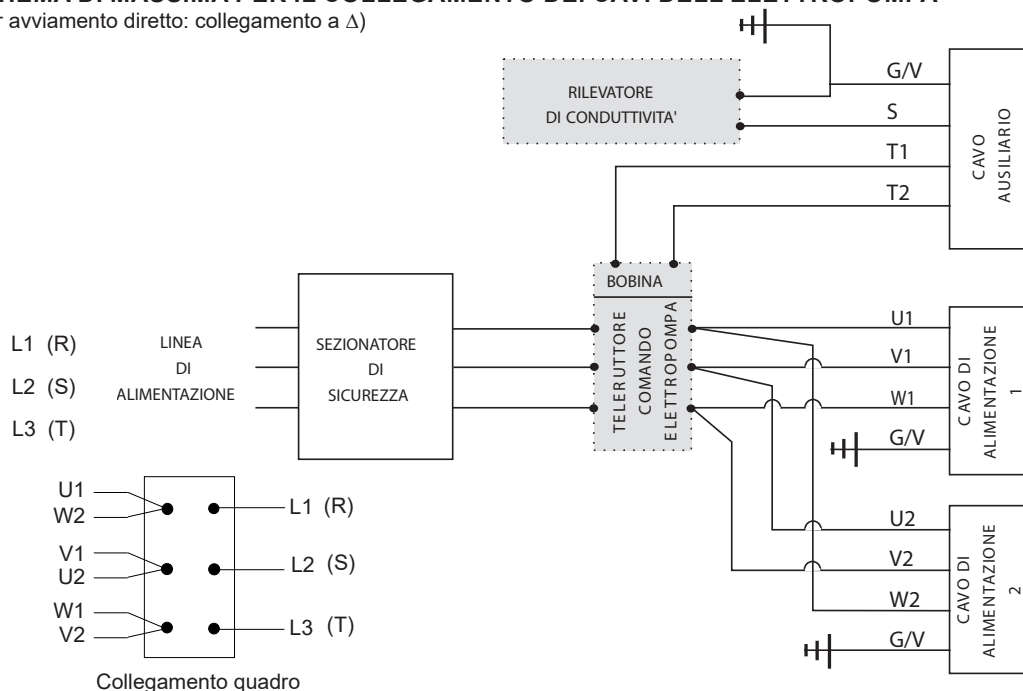 HEMA DI MASSIMA PER IL COLLEGAMENTO DEI CAVI DELL'ELETTROPOMPA
r avviamento diretto: collegamento a Δ)
RILEVATORE
DI CONDUTTIVITA'
G/V
S
T1
T2
CAVO
AUSILIARIO
L1 (R)
L2 (S)
L3 (T)
LINEA
DI
ALIMENTAZIONE
SEZIONATORE
DI
SICUREZZA
BOBINA
TELERUTTORE
COMANDO
ELETTROPOMPA
U1
V1
W1
G/V
CAVO DI
ALIMENTAZIONE
1
U2
V2
W2
G/V
CAVO DI
ALIMENTAZIONE
2
U1
W2
V1
U2
W1
V2
L1 (R)
L2 (S)
L3 (T)
Collegamento quadro